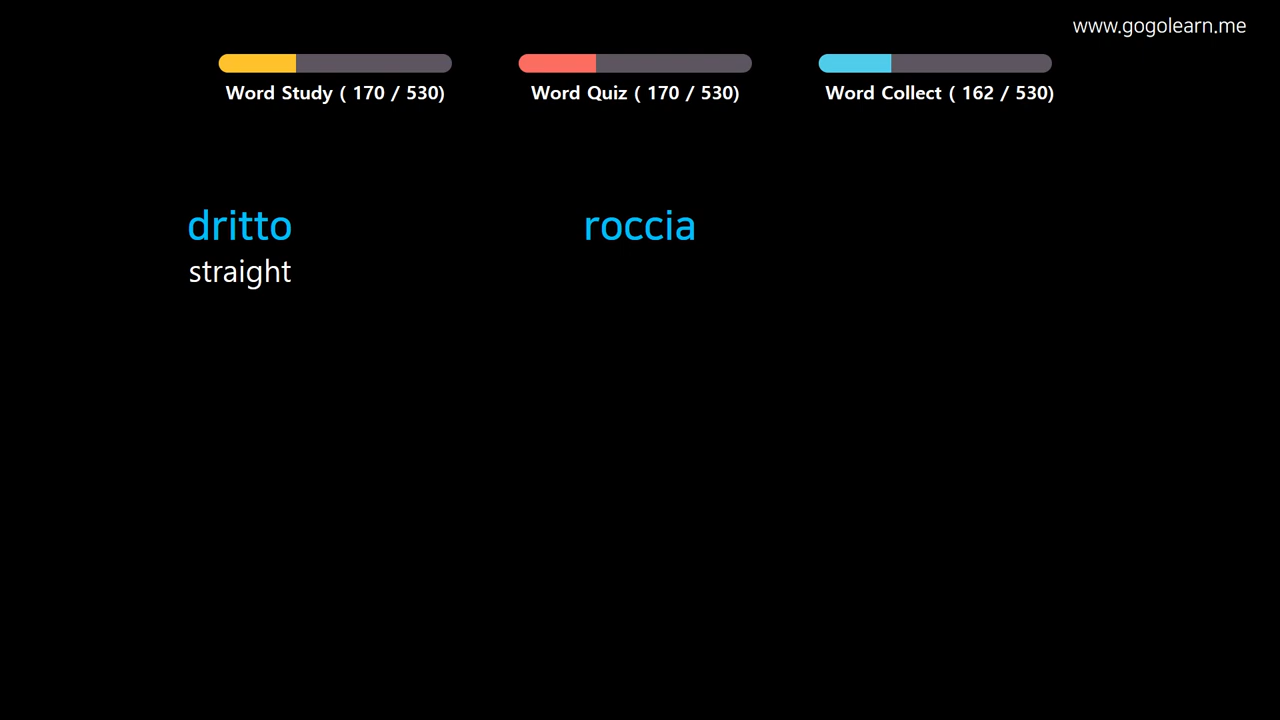 www.gogolearn.me
Word Study ( 170 / 530)
Word Quiz ( 170 / 530)
Word Collect ( 162 / 530)
dritto
straight
roccia